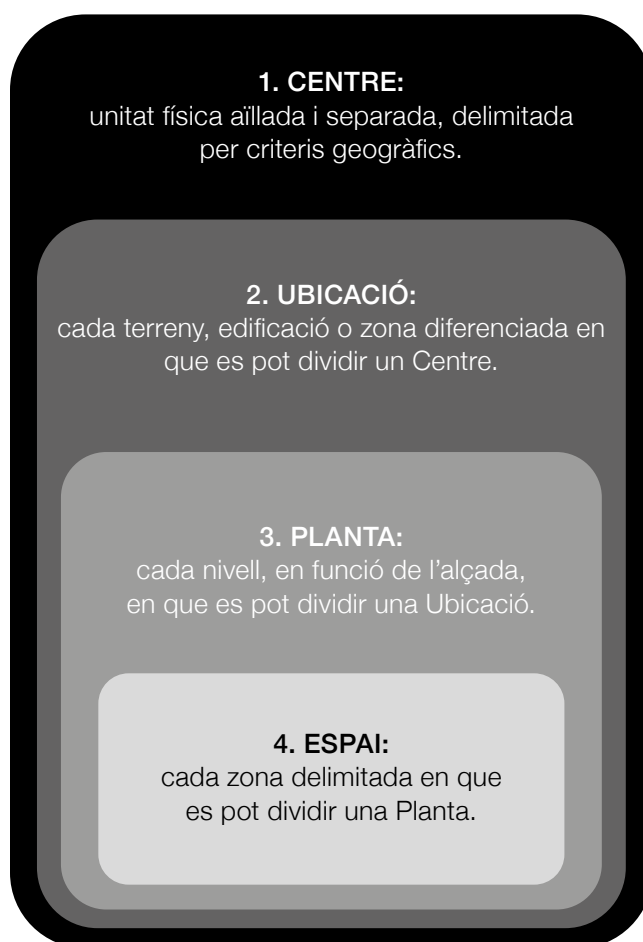 1. CENTRE:
unitat física aïllada i separada, delimitada
per criteris geogràfics.
2. UBICACIÓ:
cada terreny, edificació o zona diferenciada en
que es pot dividir un Centre.
3. PLANTA:
cada nivell, en funció de l’alçada,
en que es pot dividir una Ubicació.
4. ESPAI:
cada zona delimitada en que
es pot dividir una Planta.